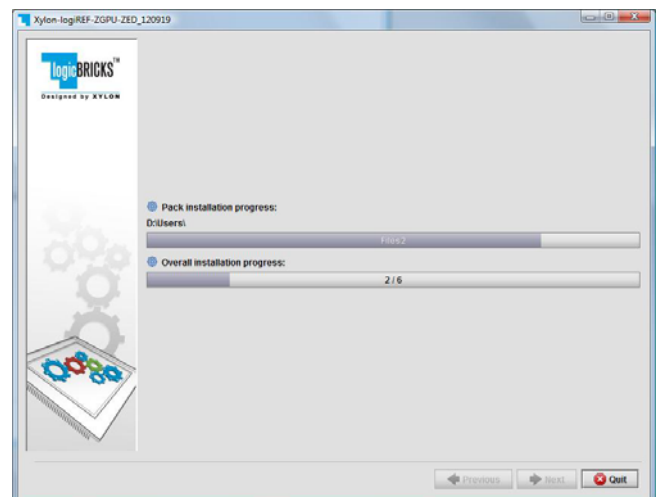 Xylon-logiREF-ZGPU-ZED_120919
logicBRICKS™
Designed by XYLON
Pack installation progress:
D:\Users\
Files2
Overall installation progress:
2 / 6
Previous
Next
Quit